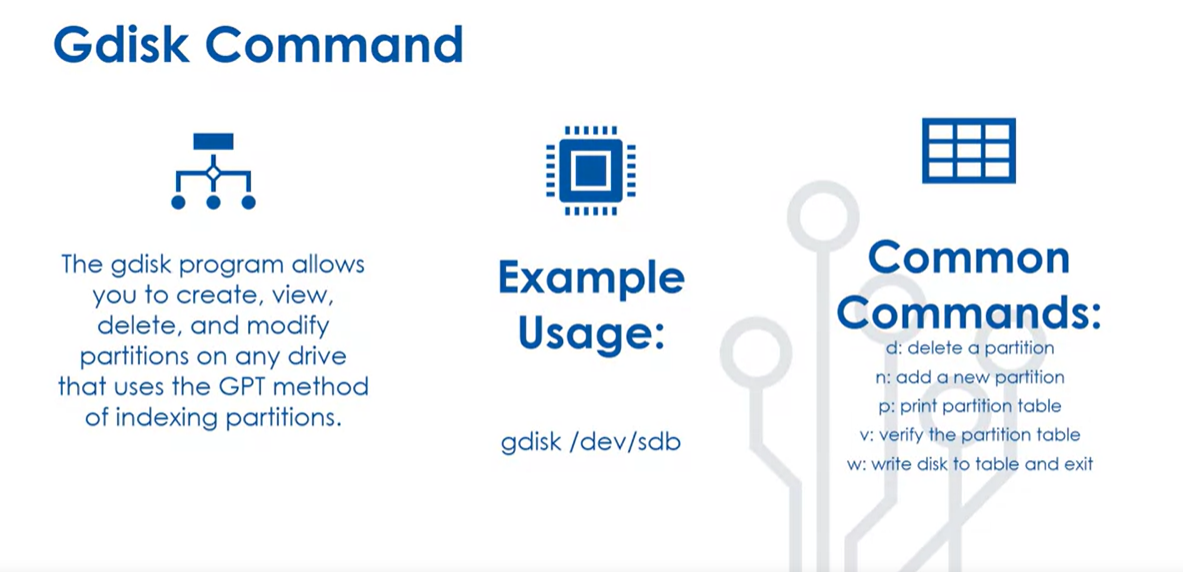 Gdisk Command
The gdisk program allows
you to create, view,
delete, and modify
partitions on any drive
that uses the GPT method
of indexing partitions.
Example
Usage:
gdisk /dev/sdb
Common
Commands:
d: delete a partition
n: add a new partition
p: print partition table
v: verify the partition table
w: write disk to table and exit